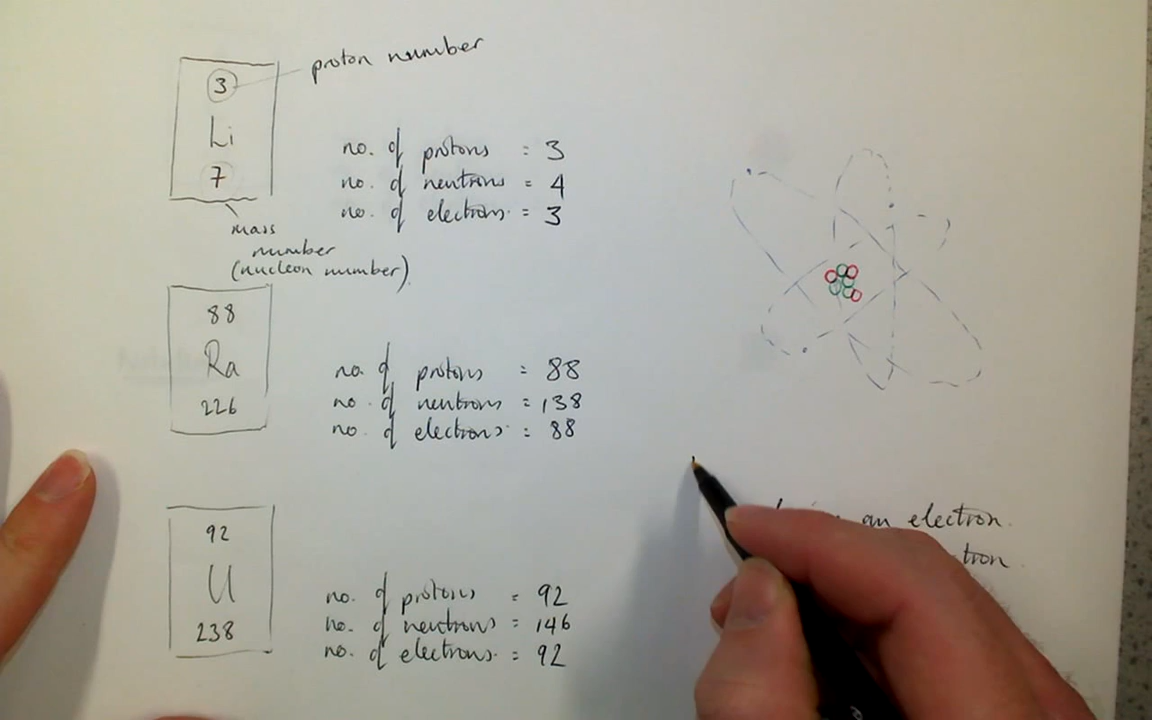 3
proton number
Li
7
mass
number
(nucleon number).
no. of protons = 3
no. of neutrons = 4
no. of electrons = 3
88
Ra
226
no. of protons = 88
no. of neutrons = 138
no. of electrons = 88
92
U
238
no. of protons = 92
no. of neutrons = 146
no. of electrons = 92
an electron.